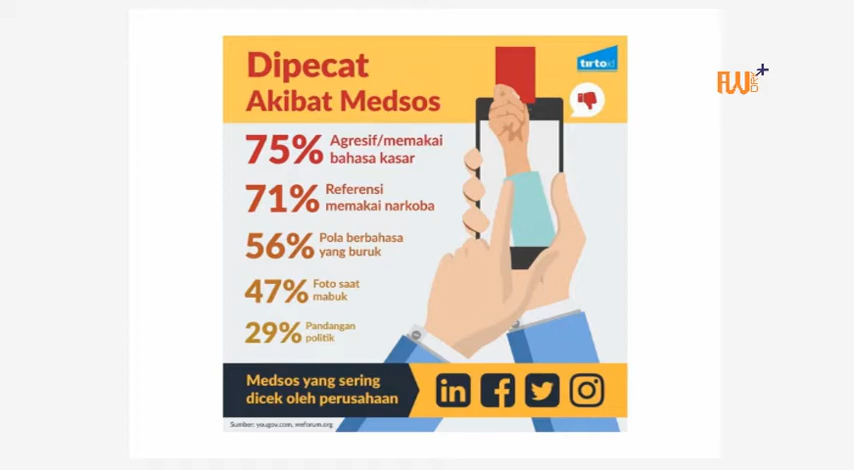 Dipecat
Akibat Medsos
tirto.id
75% Agresif/memakai
bahasa kasar
71% Referensi
memakai narkoba
56% Pola berbahasa
yang buruk
47% Foto saat
mabuk
29% Pandangan
politik
Medsos yang sering
dicek oleh perusahaan
in f
Sumber: yougov.com, weforum.org